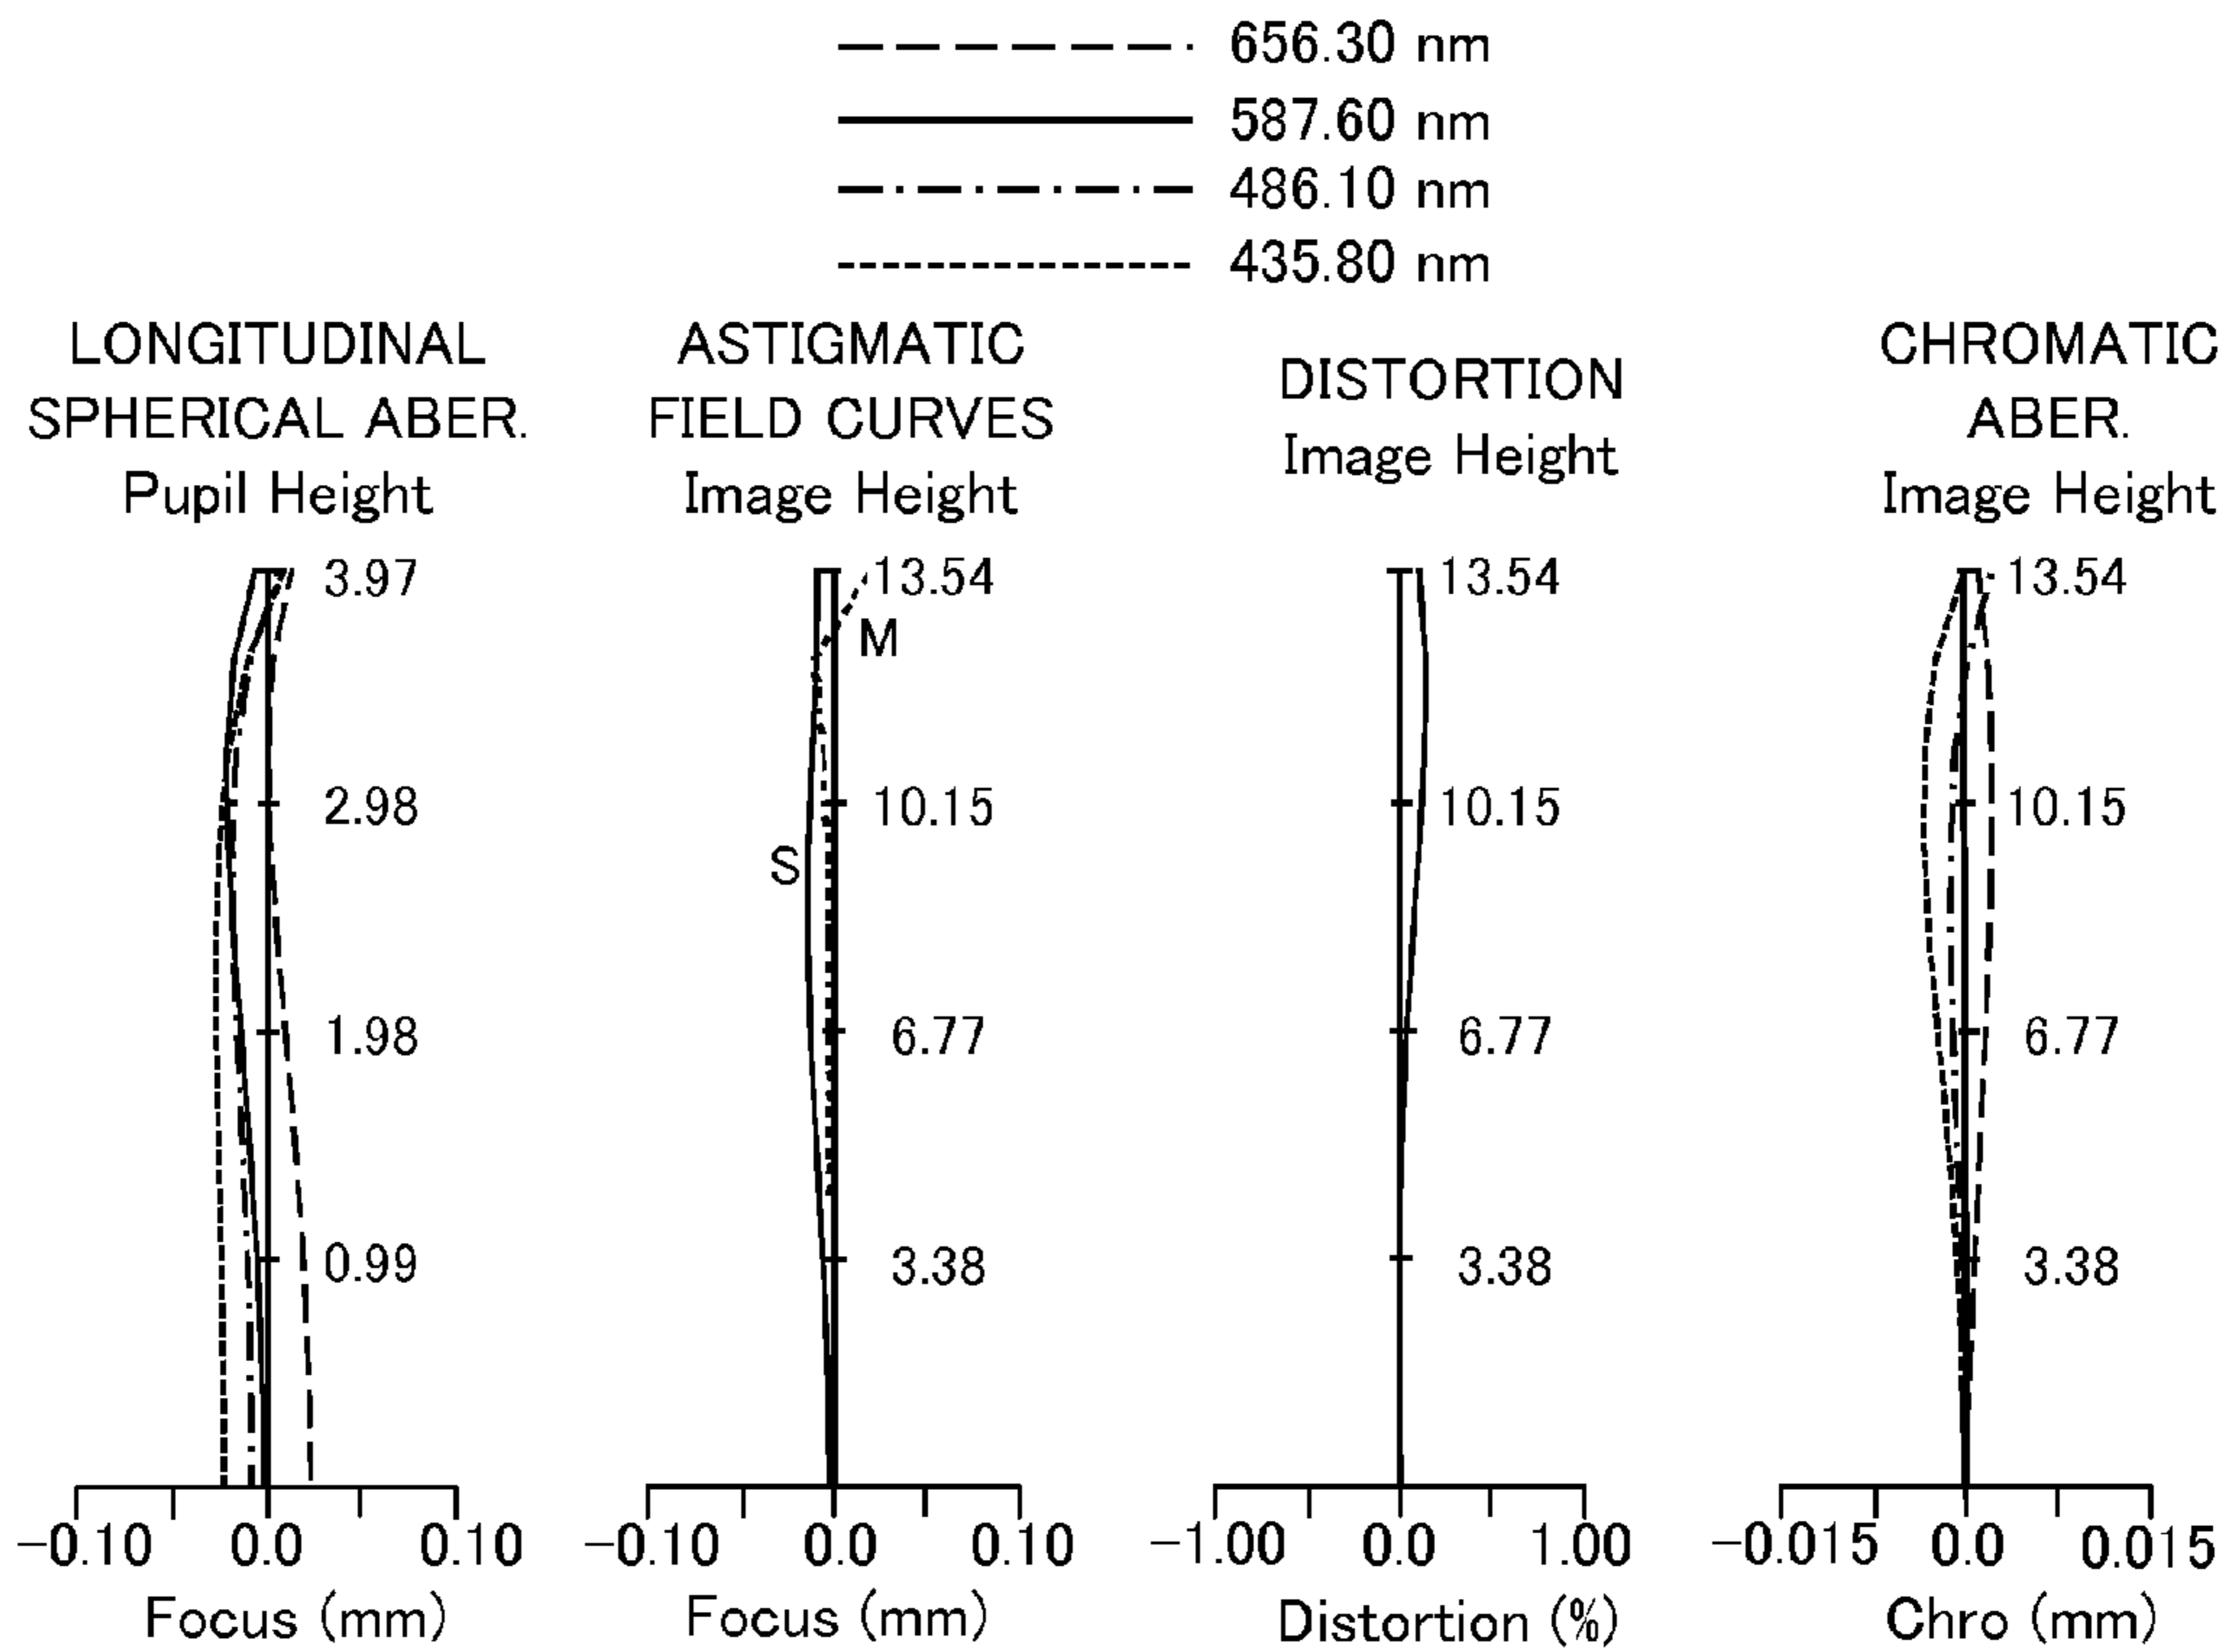 656.30 nm
587.60 nm
486.10 nm
435.80 nm
LONGITUDINAL
SPHERICAL ABER.
Pupil Height
3.97
2.98
1.98
0.99
−0.10 0.0 0.10
Focus (mm)
ASTIGMATIC
FIELD CURVES
Image Height
13.54
M
10.15
S
6.77
3.38
−0.10 0.0 0.10
Focus (mm)
DISTORTION
Image Height
13.54
10.15
6.77
3.38
−1.00 0.0 1.00
Distortion (%)
CHROMATIC
ABER.
Image Height
13.54
10.15
6.77
3.38
−0.015 0.0 0.015
Chro (mm)